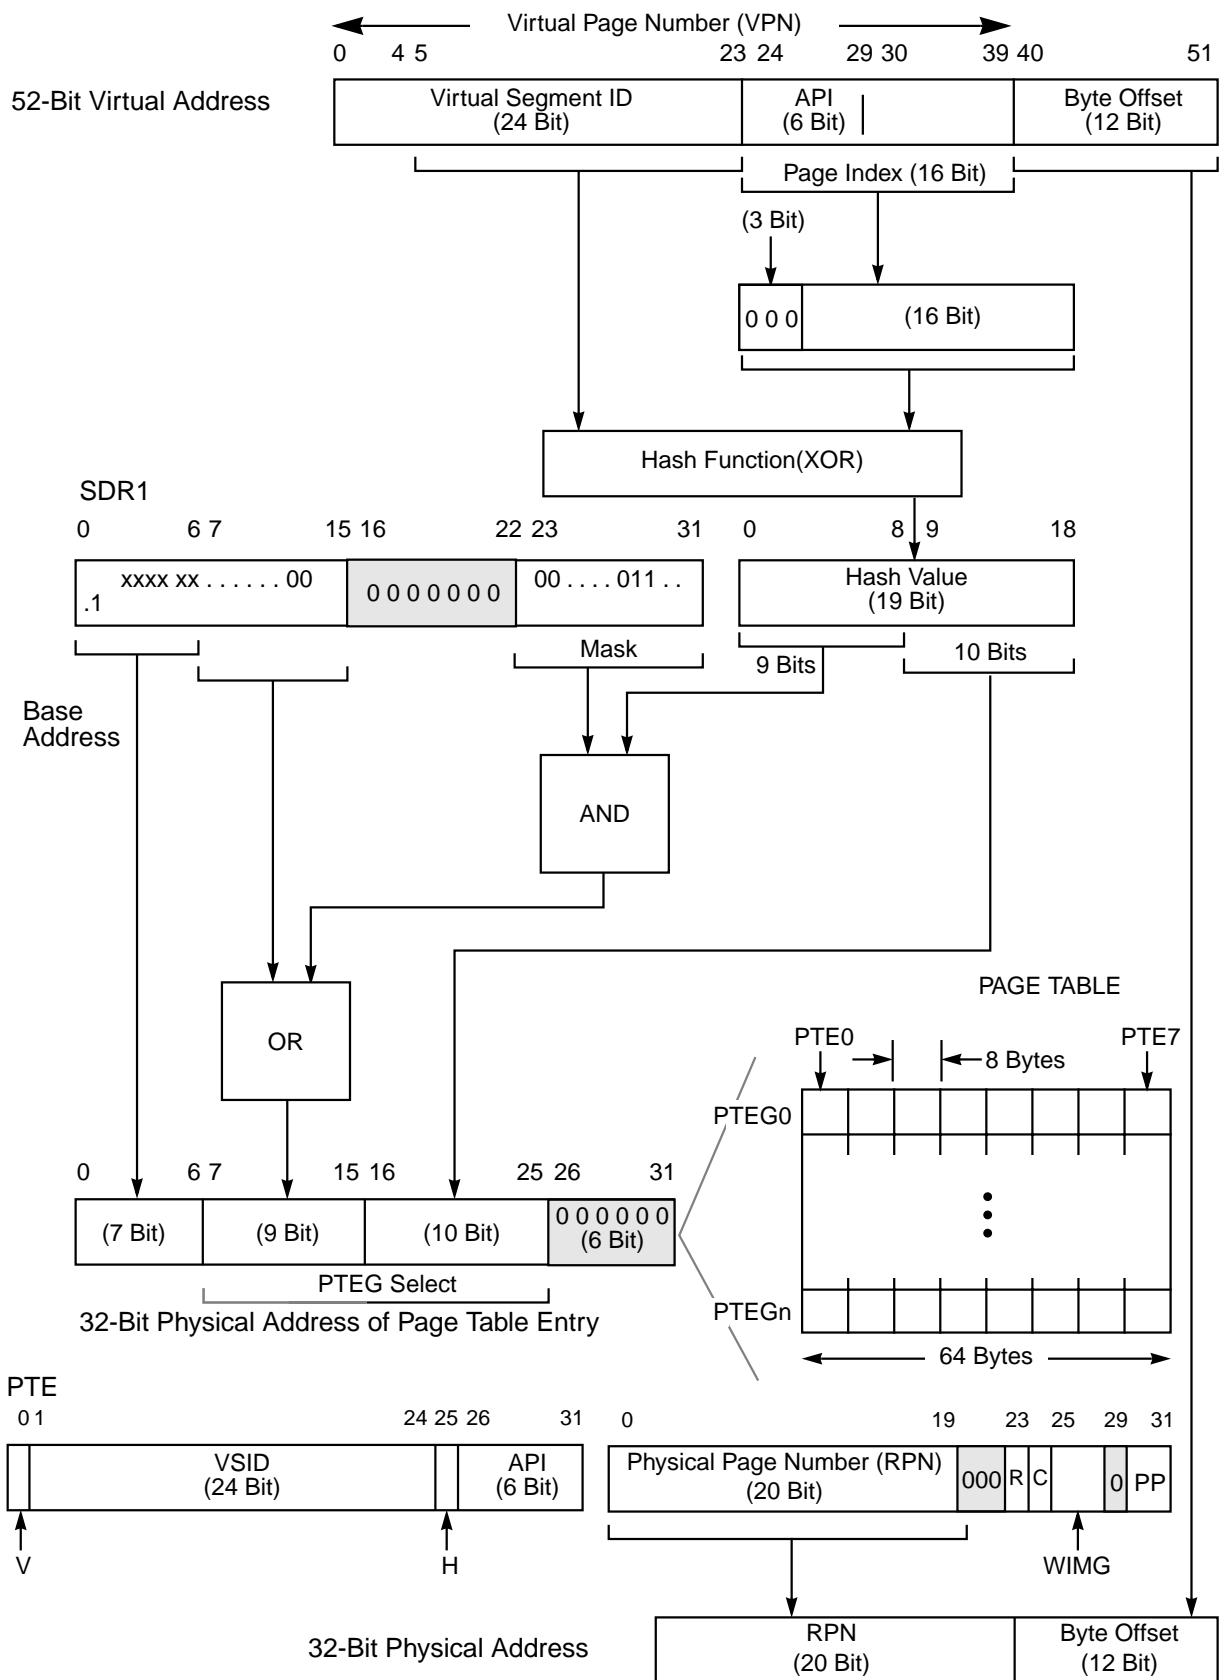 Virtual Page Number (VPN)
0 4 5 23 24 29 30 39 40 51
52-Bit Virtual Address
Virtual Segment ID
(24 Bit)
API
(6 Bit)
Byte Offset
(12 Bit)
Page Index (16 Bit)
(3 Bit)
0 0 0
(16 Bit)
Hash Function(XOR)
SDR1
0 6 7 15 16 22 23 31
0 8 9 18
xxxx xx . . . . . . 00
.1
0 0 0 0 0 0 0
00 . . . . 011 . .
Hash Value
(19 Bit)
Mask
9 Bits
10 Bits
Base
Address
AND
OR
PAGE TABLE
PTE0
8 Bytes
PTE7
PTEG0
0 6 7 15 16 25 26 31
(7 Bit)
(9 Bit)
(10 Bit)
0 0 0 0 0 0
(6 Bit)
PTEG Select
32-Bit Physical Address of Page Table Entry
PTEGn
64 Bytes
PTE
0 1 24 25 26 31
0 19 23 25 29 31
VSID
(24 Bit)
API
(6 Bit)
Physical Page Number (RPN)
(20 Bit)
000
R
C
0
PP
V
H
WIMG
32-Bit Physical Address
RPN
(20 Bit)
Byte Offset
(12 Bit)